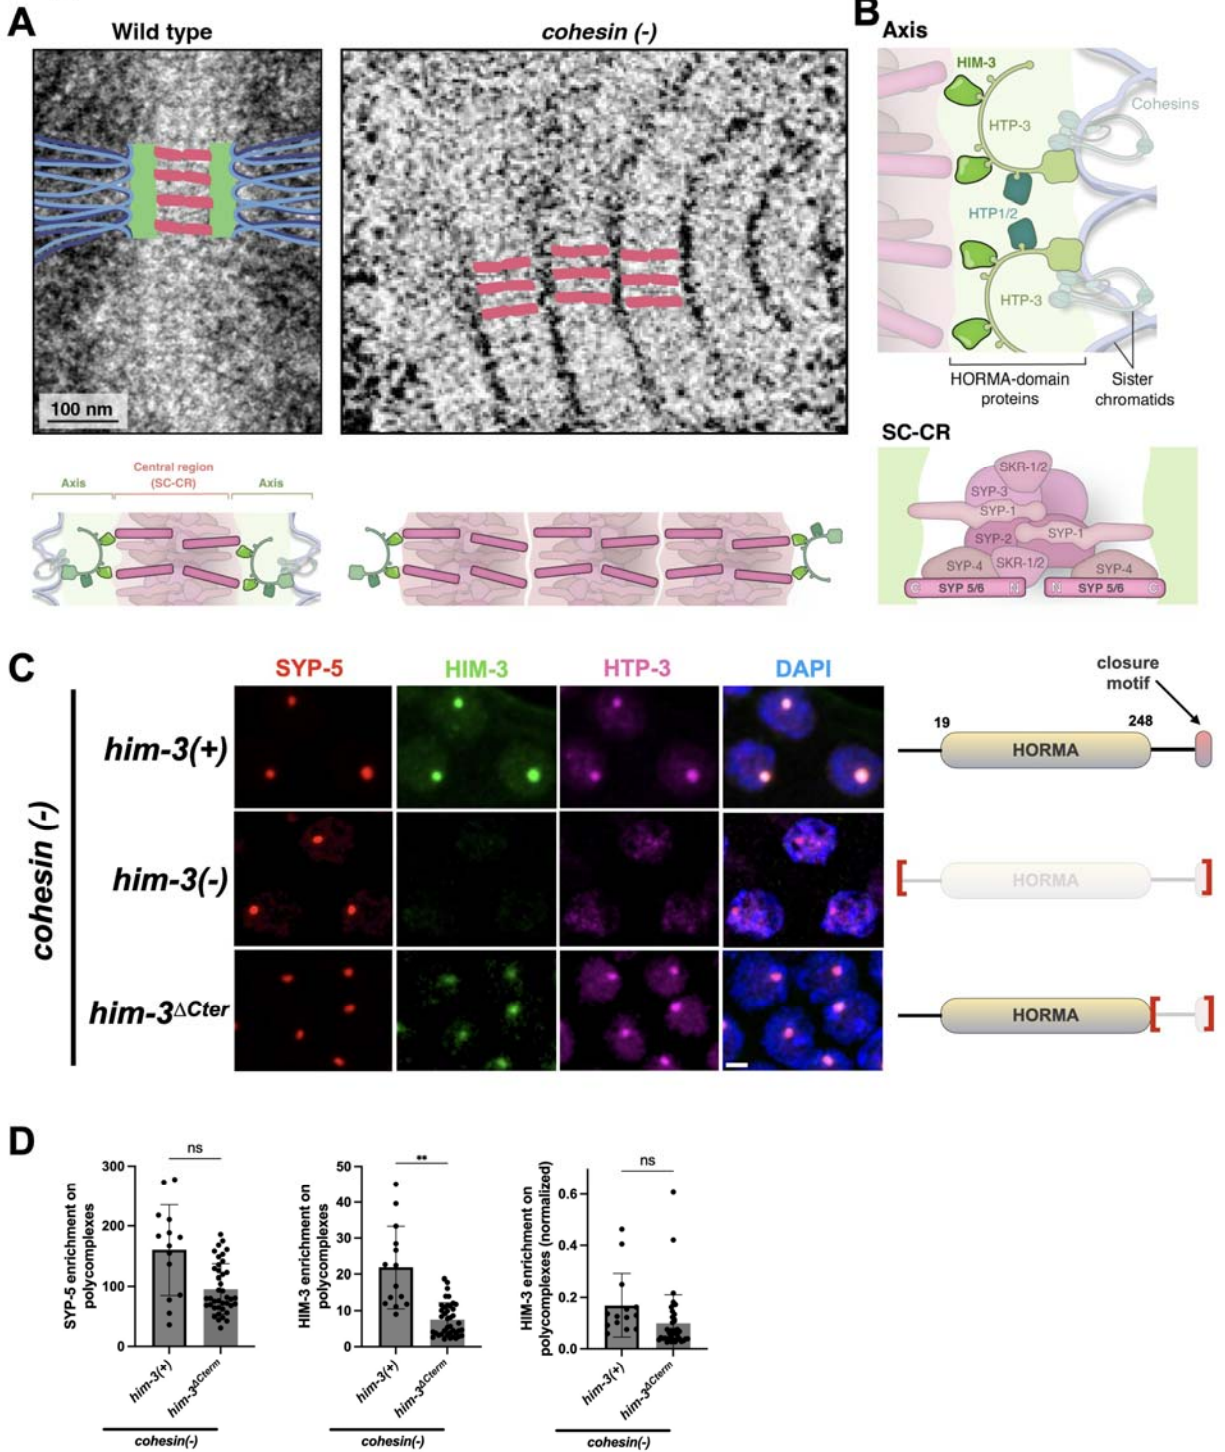 A
Wild type
cohesin (-)
100 nm
Central region
(SC-CR)
Axis
Axis
B
Axis
HIM-3
Cohesins
HTP-3
HTP1/2
HTP-3
HORMA-domain
proteins
Sister
chromatids
SC-CR
SKR-1/2
SYP-3
SYP-1
SYP-2
SYP-1
SYP-4
SKR-1/2
SYP-4
C
SYP 5/6
N
N
SYP 5/6
C
C
SYP-5
HIM-3
HTP-3
DAPI
closure
motif
cohesin (-)
him-3(+)
19
248
HORMA
him-3(-)
HORMA
him-3ΔCter
HORMA
D
SYP-5 enrichment on
polycomplexes
300
200
100
0
ns
him-3(+)
him-3ΔCterm
cohesin(-)
HIM-3 enrichment on
polycomplexes
50
40
30
20
10
0
**
him-3(+)
him-3ΔCterm
cohesin(-)
HIM-3 enrichment on
polycomplexes (normalized)
0.6
0.4
0.2
0.0
ns
him-3(+)
him-3ΔCterm
cohesin(-)